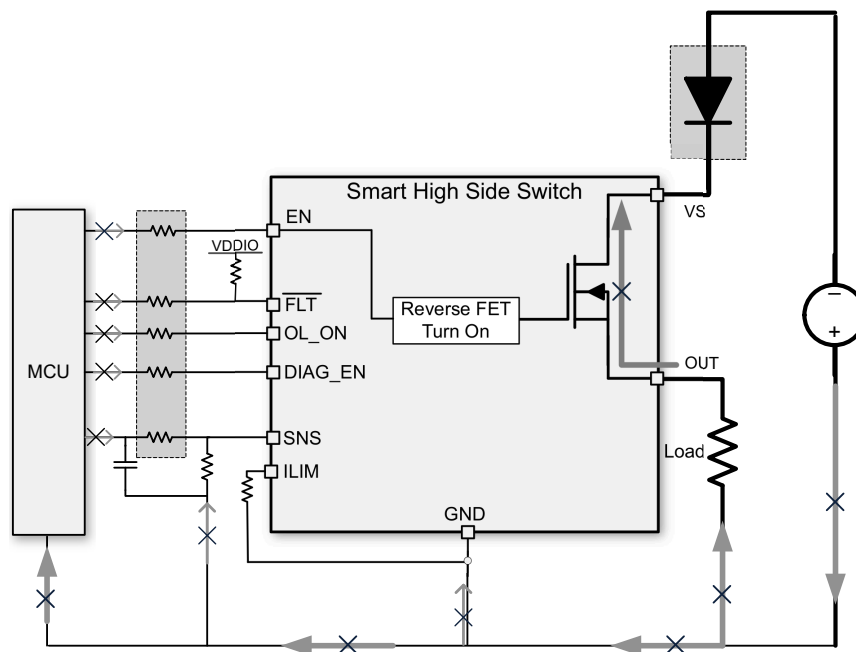 Smart High Side Switch
VS
EN
VDDIO
FLT
Reverse FET
Turn On
OL_ON
OUT
MCU
DIAG_EN
SNS
Load
ILIM
GND
−
+